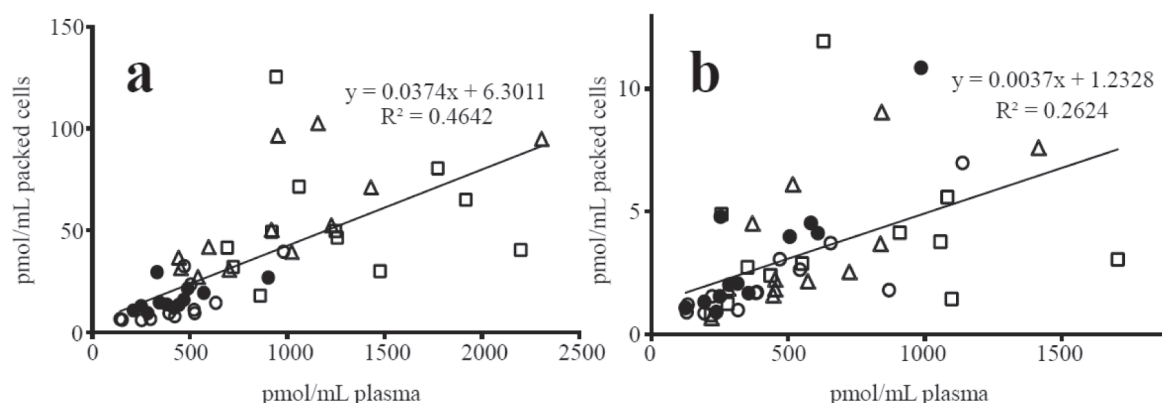 150
100
50
0
pmol/mL packed cells
a
y = 0.0374x + 6.3011
R² = 0.4642
0 500 1000 1500 2000 2500
pmol/mL plasma
10
5
0
pmol/mL packed cells
b
y = 0.0037x + 1.2328
R² = 0.2624
0 500 1000 1500
pmol/mL plasma